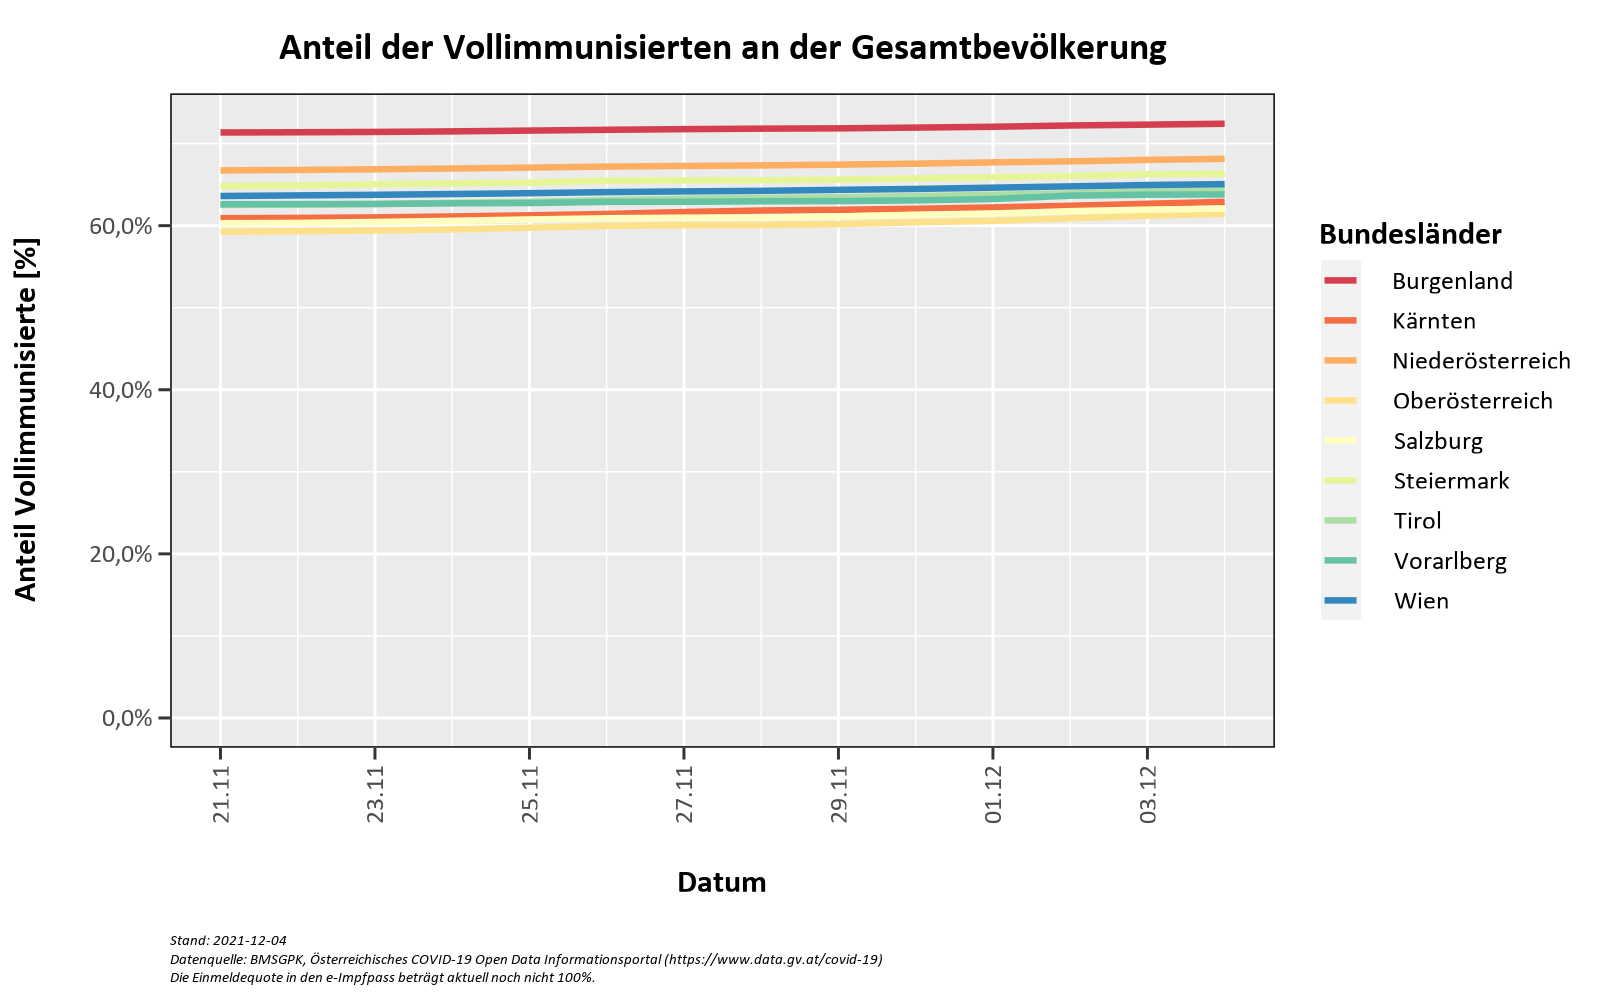 Anteil der Vollimmunisierten an der Gesamtbevölkerung
Anteil Vollimmunisierte [%]
60,0%
40,0%
20,0%
0,0%
21.11
23.11
25.11
27.11
29.11
01.12
03.12
Datum
Bundesländer
Burgenland
Kärnten
Niederösterreich
Oberösterreich
Salzburg
Steiermark
Tirol
Vorarlberg
Wien
Stand: 2021-12-04
Datenquelle: BMSGPK, Österreichisches COVID-19 Open Data Informationsportal (https://www.data.gv.at/covid-19)
Die Einmeldequote in den e-Impfpass beträgt aktuell noch nicht 100%.